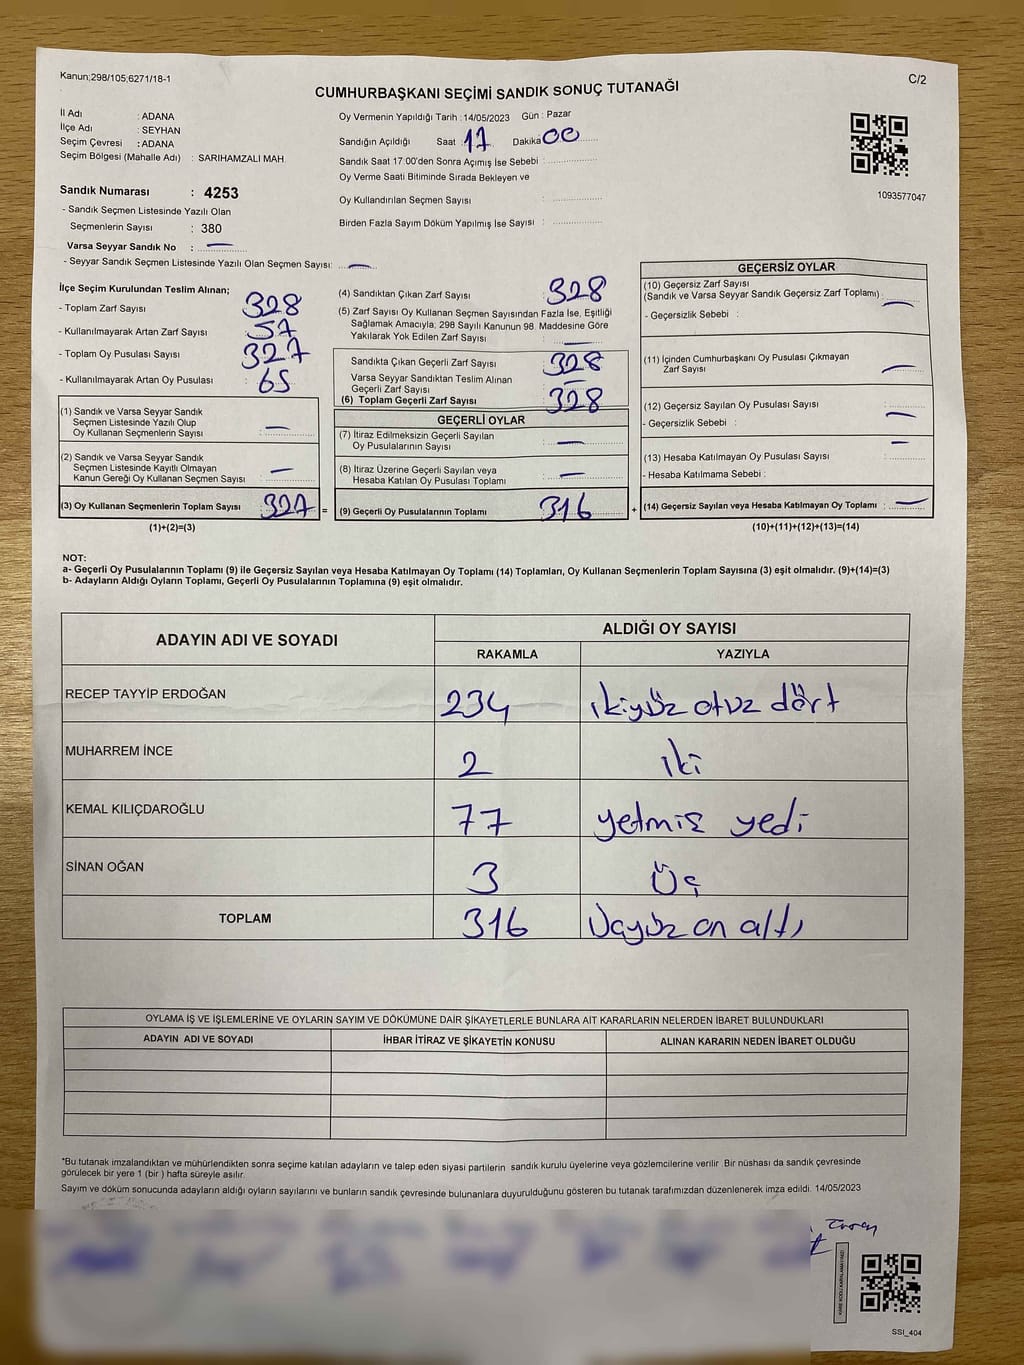 Kanun;298/105,6271/18-1
C/2
CUMHURBAŞKANI SEÇİMİ SANDIK SONUÇ TUTANAĞI
İl Adı : ADANA
İlçe Adı : SEYHAN
Seçim Çevresi : ADANA
Seçim Bölgesi (Mahalle Adı) : SARIHAMZALI MAH.
Sandık Numarası : 4253
- Sandık Seçmen Listesinde Yazılı Olan
Seçmenlerin Sayısı : 380
Varsa Seyyar Sandık No : —
- Seyyar Sandık Seçmen Listesinde Yazılı Olan Seçmen Sayısı: —
Oy Vermenin Yapıldığı Tarih : 14/05/2023 Gün : Pazar
Sandığın Açıldığı Saat : 17 Dakika 00
Sandık Saat 17:00'den Sonra Açımış İse Sebebi :
Oy Verme Saati Bitiminde Sırada Bekleyen ve
Oy Kullandırılan Seçmen Sayısı :
Birden Fazla Sayım Döküm Yapılmış İse Sayısı :
1093577047
İlçe Seçim Kurulundan Teslim Alınan;
- Toplam Zarf Sayısı : 328
- Kullanılmayarak Artan Zarf Sayısı : 57
- Toplam Oy Pusulası Sayısı : 327
- Kullanılmayarak Artan Oy Pusulası : 65
(1) Sandık ve Varsa Seyyar Sandık
Seçmen Listesinde Yazılı Olup
Oy Kullanan Seçmenlerin Sayısı : —
(2) Sandık ve Varsa Seyyar Sandık
Seçmen Listesinde Kayıtlı Olmayan
Kanun Gereği Oy Kullanan Seçmen Sayısı : —
(3) Oy Kullanan Seçmenlerin Toplam Sayısı : 327 =
(1)+(2)=(3)
(4) Sandıktan Çıkan Zarf Sayısı : 328
(5) Zarf Sayısı Oy Kullanan Seçmen Sayısından Fazla İse, Eşitliği
Sağlamak Amacıyla; 298 Sayılı Kanunun 98. Maddesine Göre
Yakılarak Yok Edilen Zarf Sayısı : —
Sandıkta Çıkan Geçerli Zarf Sayısı : 328
Varsa Seyyar Sandıktan Teslim Alınan
Geçerli Zarf Sayısı : —
(6) Toplam Geçerli Zarf Sayısı : 328
GEÇERLİ OYLAR
(7) İtiraz Edilmeksizin Geçerli Sayılan
Oy Pusulalarının Sayısı : —
(8) İtiraz Üzerine Geçerli Sayılan veya
Hesaba Katılan Oy Pusulası Toplamı : —
(9) Geçerli Oy Pusulalarının Toplamı : 316 +
GEÇERSİZ OYLAR
(10) Geçersiz Zarf Sayısı
(Sandık ve Varsa Seyyar Sandık Geçersiz Zarf Toplamı) : —
- Geçersizlik Sebebi :
(11) İçinden Cumhurbaşkanı Oy Pusulası Çıkmayan
Zarf Sayısı : —
(12) Geçersiz Sayılan Oy Pusulası Sayısı : —
- Geçersizlik Sebebi :
(13) Hesaba Katılmayan Oy Pusulası Sayısı : —
- Hesaba Katılmama Sebebi :
(14) Geçersiz Sayılan veya Hesaba Katılmayan Oy Toplamı : —
(10)+(11)+(12)+(13)=(14)
NOT:
a- Geçerli Oy Pusulalarının Toplamı (9) ile Geçersiz Sayılan veya Hesaba Katılmayan Oy Toplamı (14) Toplamları, Oy Kullanan Seçmenlerin Toplam Sayısına (3) eşit olmalıdır. (9)+(14)=(3)
b- Adayların Aldığı Oyların Toplamı, Geçerli Oy Pusulalarının Toplamına (9) eşit olmalıdır.
ADAYIN ADI VE SOYADI
ALDIĞI OY SAYISI
RAKAMLA YAZIYLA
RECEP TAYYİP ERDOĞAN 234 ikiyüz otuz dört
MUHARREM İNCE 2 iki
KEMAL KILIÇDAROĞLU 77 yetmiş yedi
SİNAN OĞAN 3 Üç
TOPLAM 316 Üçyüz on altı
OYLAMA İŞ VE İŞLEMLERİNE VE OYLARIN SAYIM VE DÖKÜMÜNE DAİR ŞİKAYETLERLE BUNLARA AİT KARARLARIN NELERDEN İBARET BULUNDUKLARI
ADAYIN ADI VE SOYADI İHBAR İTİRAZ VE ŞİKAYETİN KONUSU ALINAN KARARIN NEDEN İBARET OLDUĞU
*Bu tutanak imzalandıktan ve mühürlendikten sonra seçime katılan adayların ve talep eden siyasi partilerin sandık kurulu üyelerine veya gözlemcilerine verilir .Bir nüshası da sandık çevresinde
görülecek bir yere 1 (bir ) hafta süreyle asılır.
Sayım ve döküm sonucunda adayların aldığı oyların sayılarını ve bunların sandık çevresinde bulunanlara duyurulduğunu gösteren bu tutanak tarafımızdan düzenlenerek imza edildi. 14/05/2023
SSI_404